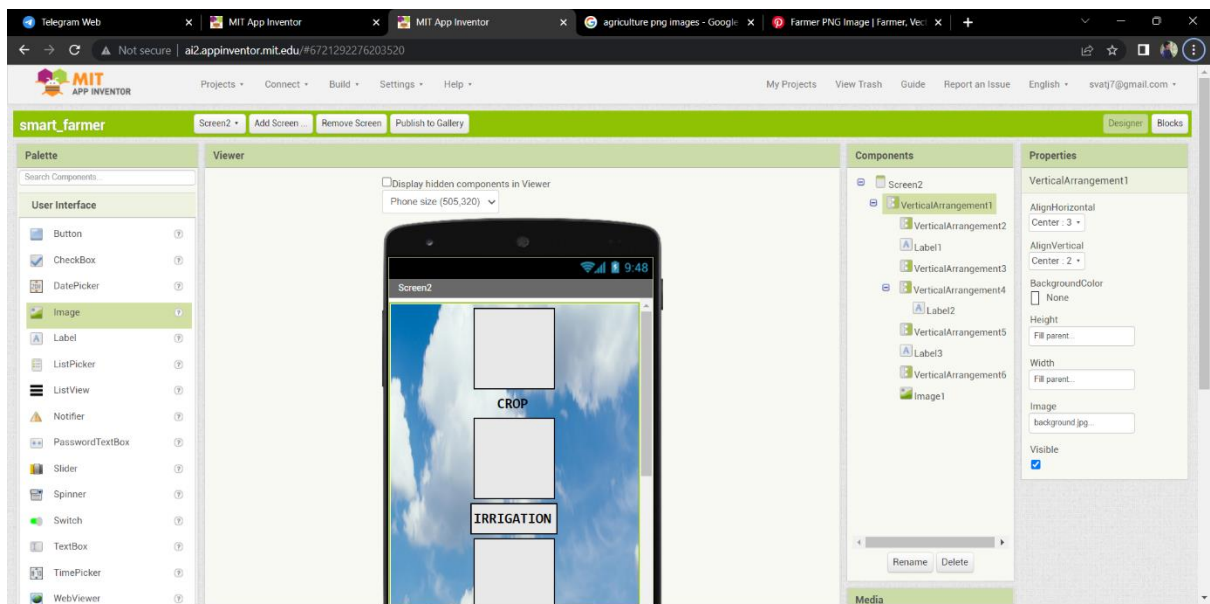 Telegram Web
MIT App Inventor
MIT App Inventor
agriculture png images - Google
Farmer PNG Image | Farmer, Vect
Not secure | ai2.appinventor.mit.edu/#6721292276203520
MIT
APP INVENTOR
Projects
Connect
Build
Settings
Help
My Projects
View Trash
Guide
Report an Issue
English
svatj7@gmail.com
smart_farmer
Screen2
Add Screen ...
Remove Screen
Publish to Gallery
Designer
Blocks
Palette
Search Components...
User Interface
Button
CheckBox
DatePicker
Image
Label
ListPicker
ListView
Notifier
PasswordTextBox
Slider
Spinner
Switch
TextBox
TimePicker
WebViewer
Viewer
Display hidden components in Viewer
Phone size (505,320)
9:48
Screen2
CROP
IRRIGATION
Components
Screen2
VerticalArrangement1
VerticalArrangement2
Label1
VerticalArrangement3
VerticalArrangement4
Label2
VerticalArrangement5
Label3
VerticalArrangement6
Image1
Rename
Delete
Media
Properties
VerticalArrangement1
AlignHorizontal
Center : 3
AlignVertical
Center : 2
BackgroundColor
None
Height
Fill parent...
Width
Fill parent...
Image
background.jpg...
Visible